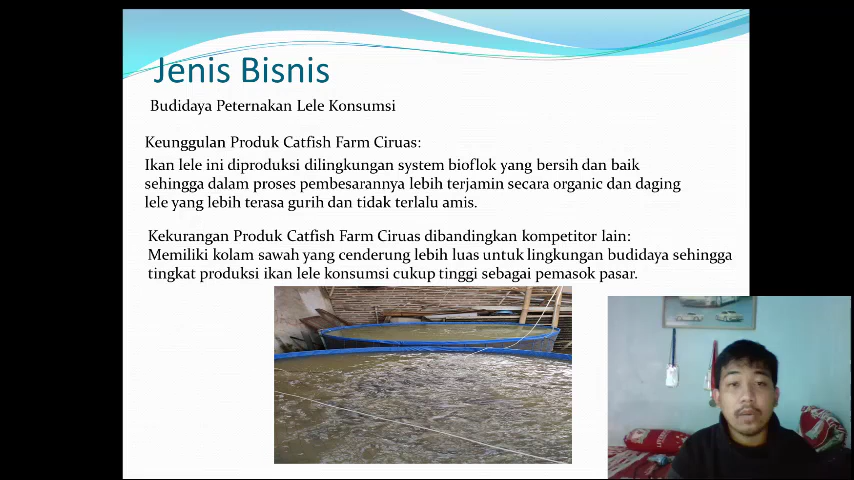 Jenis Bisnis
Budidaya Peternakan Lele Konsumsi
Keunggulan Produk Catfish Farm Ciruas:
Ikan lele ini diproduksi dilingkungan system bioflok yang bersih dan baik
sehingga dalam proses pembesarannya lebih terjamin secara organic dan daging
lele yang lebih terasa gurih dan tidak terlalu amis.
Kekurangan Produk Catfish Farm Ciruas dibandingkan kompetitor lain:
Memiliki kolam sawah yang cenderung lebih luas untuk lingkungan budidaya sehingga
tingkat produksi ikan lele konsumsi cukup tinggi sebagai pemasok pasar.